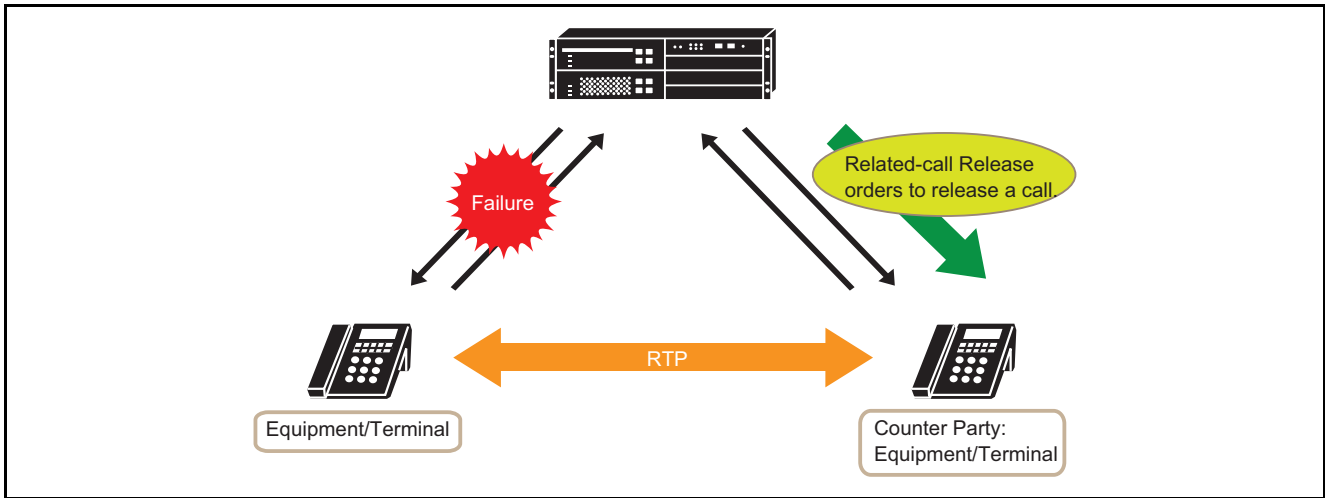 Related-call Release
orders to release a call.
Failure
RTP
Equipment/Terminal
Counter Party:
Equipment/Terminal